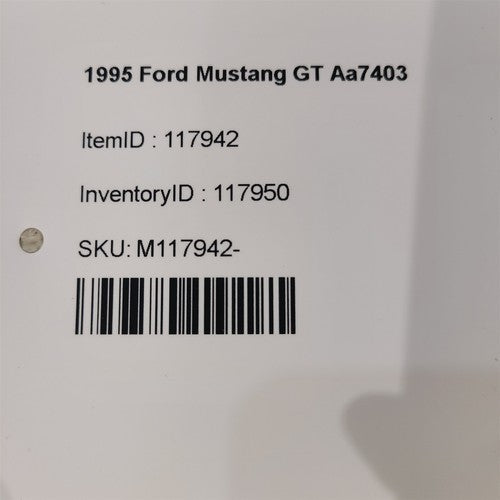 1995 Ford Mustang GT Aa7403
ItemID : 117942
InventoryID : 117950
SKU: M117942-